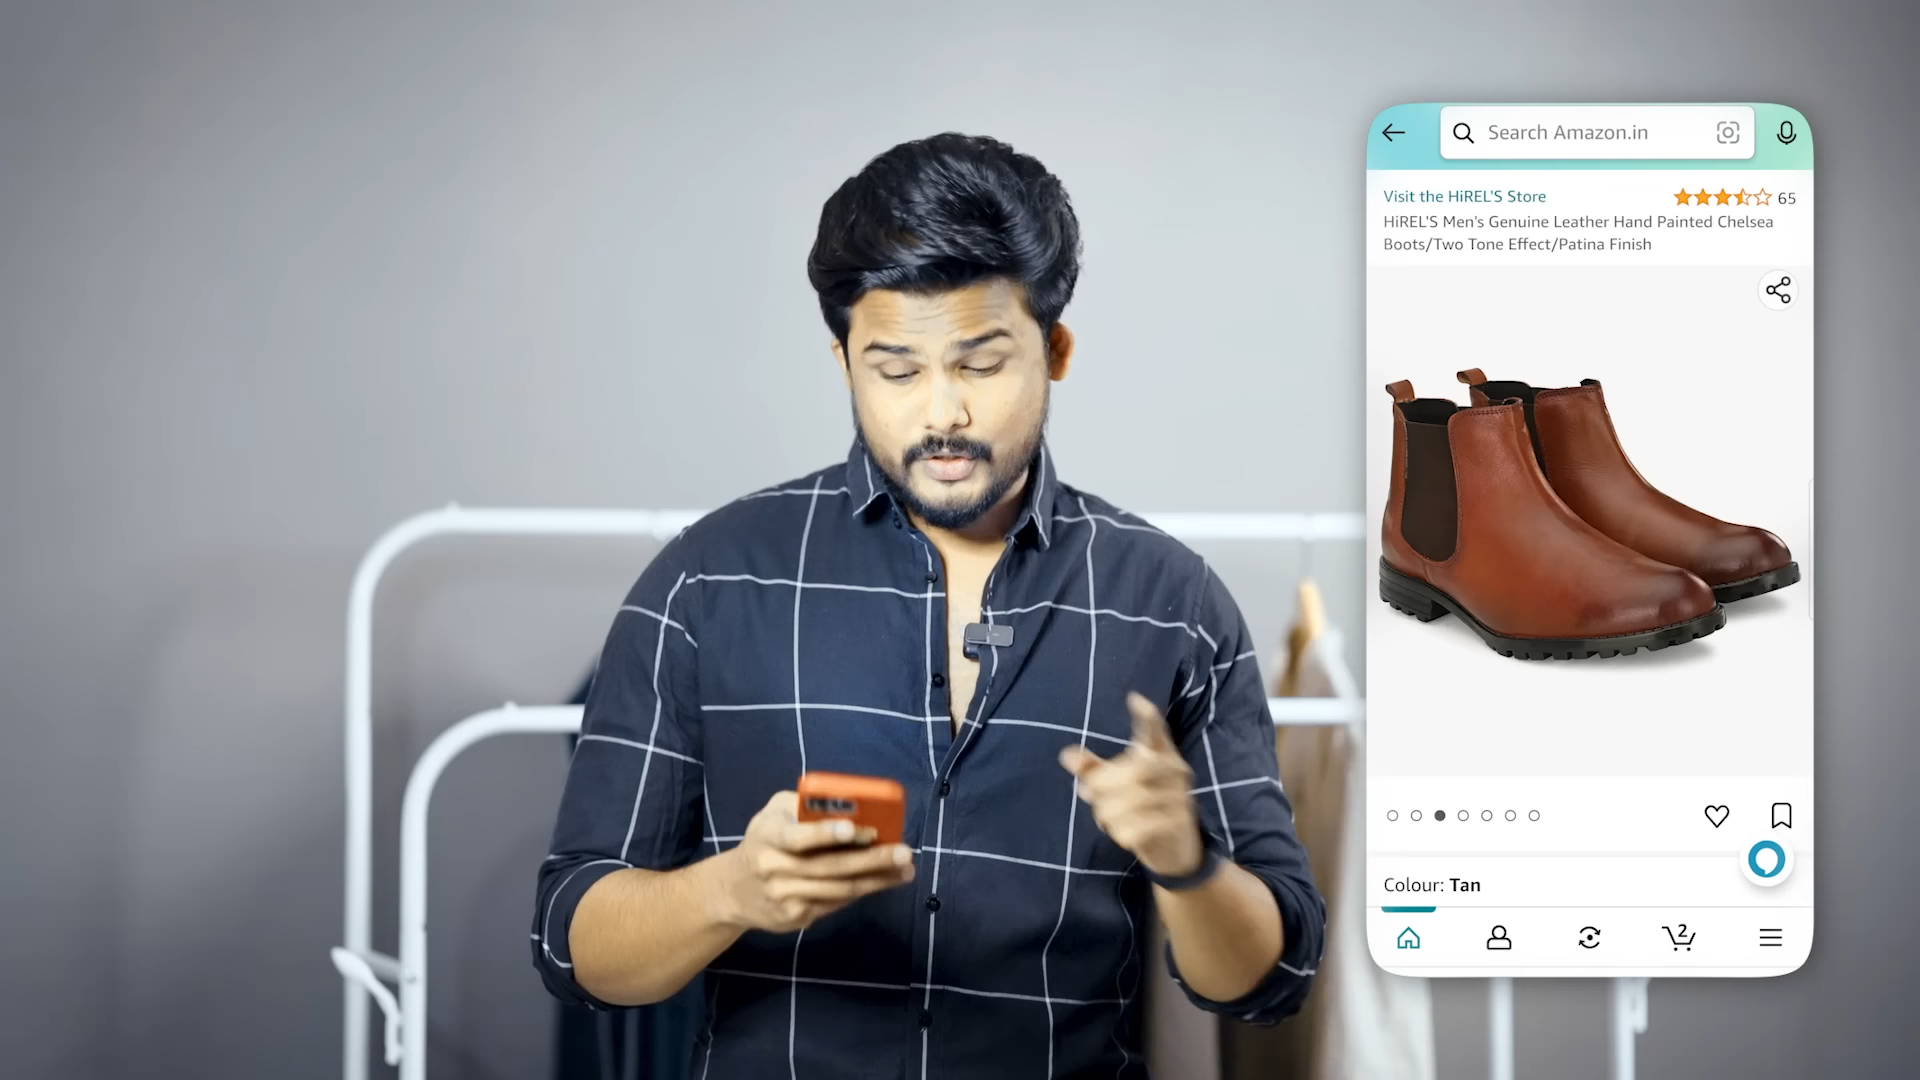 Search Amazon.in
Visit the HiREL'S Store
65
HiREL'S Men's Genuine Leather Hand Painted Chelsea
Boots/Two Tone Effect/Patina Finish
Colour: Tan
2